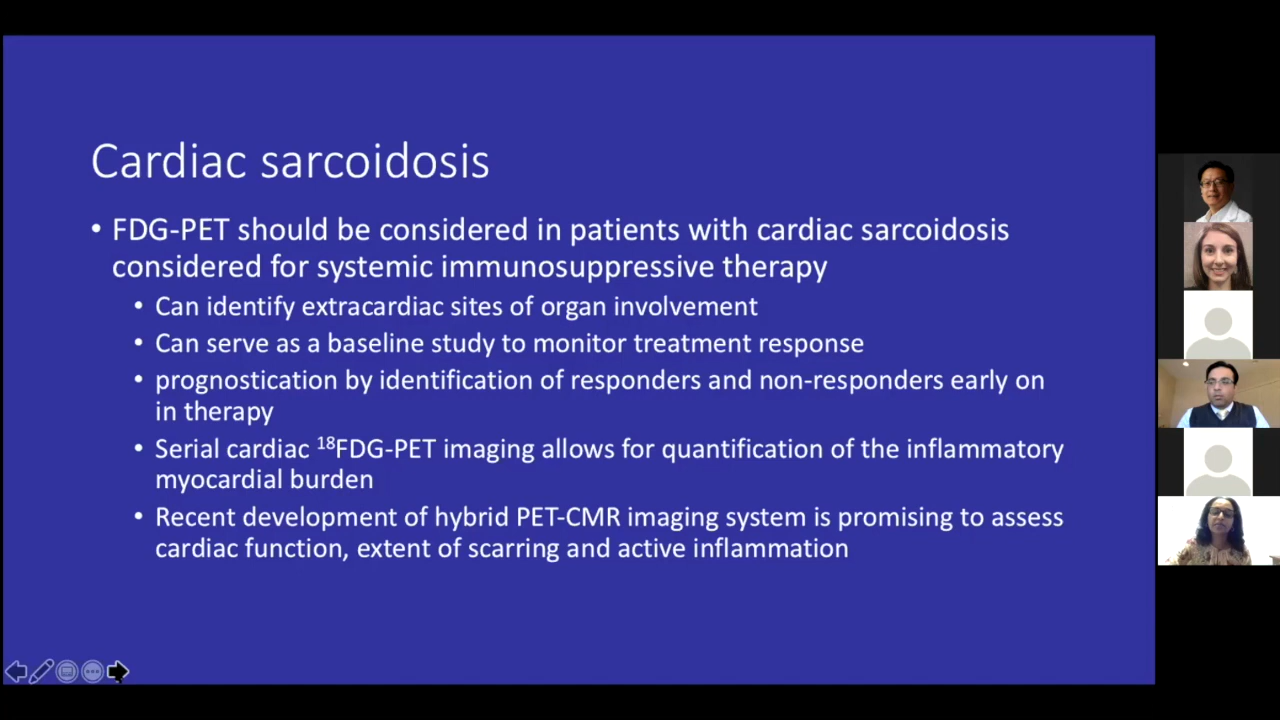 Cardiac sarcoidosis
• FDG-PET should be considered in patients with cardiac sarcoidosis
considered for systemic immunosuppressive therapy
• Can identify extracardiac sites of organ involvement
• Can serve as a baseline study to monitor treatment response
• prognostication by identification of responders and non-responders early on
in therapy
• Serial cardiac ¹⁸FDG-PET imaging allows for quantification of the inflammatory
myocardial burden
• Recent development of hybrid PET-CMR imaging system is promising to assess
cardiac function, extent of scarring and active inflammation